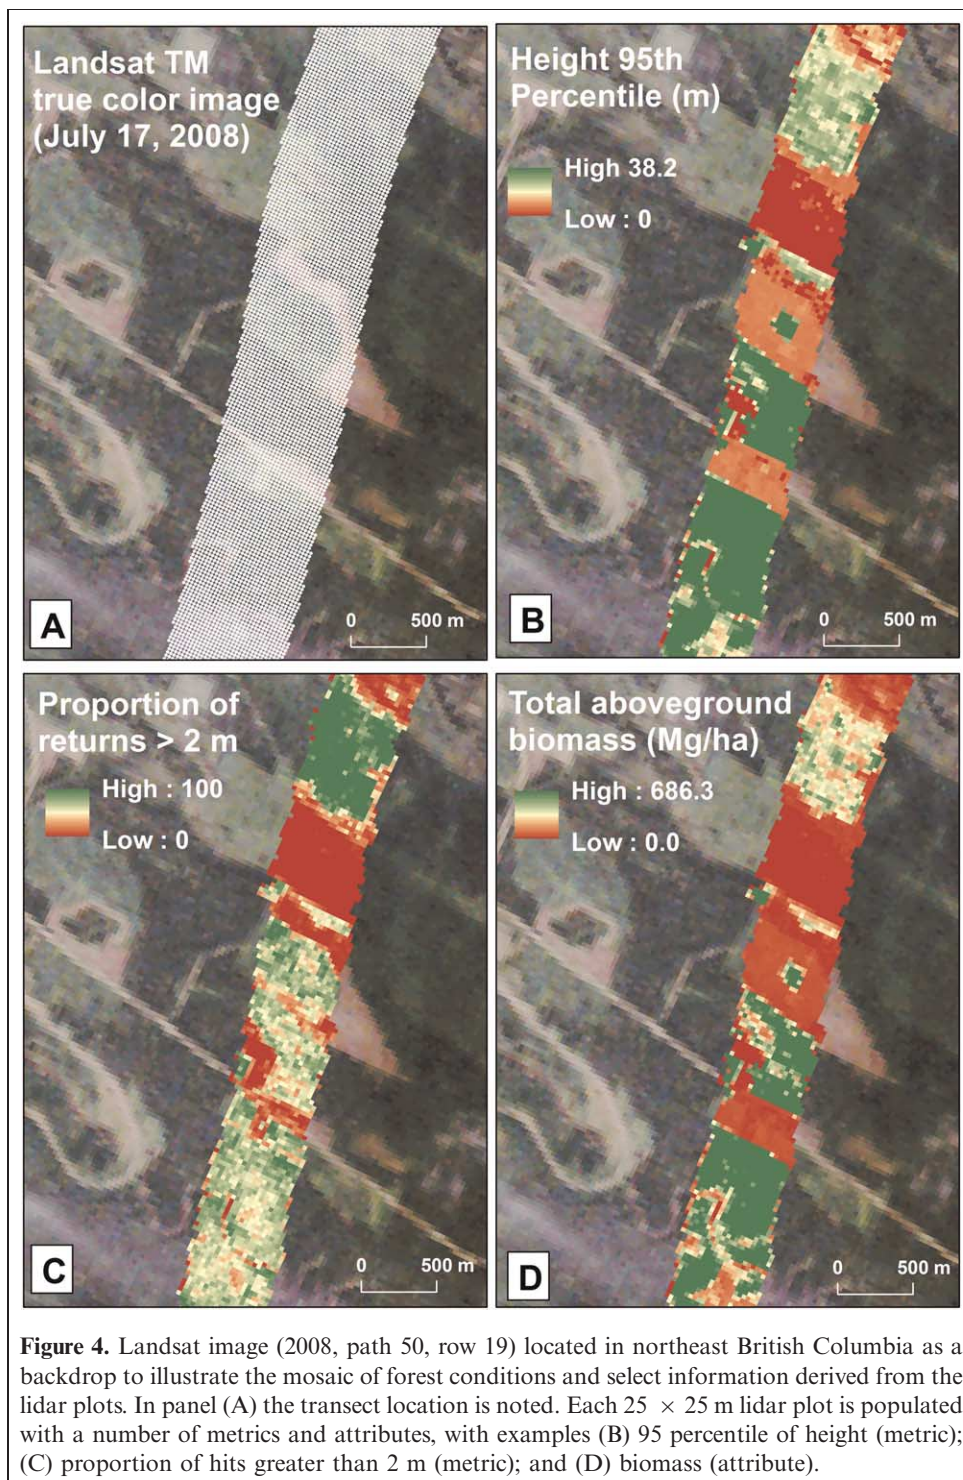 Landsat TM
true color image
(July 17, 2008)
A
0 500 m
Height 95th
Percentile (m)
High 38.2
Low : 0
B
0 500 m
Proportion of
returns > 2 m
High : 100
Low : 0
C
0 500 m
Total aboveground
biomass (Mg/ha)
High : 686.3
Low : 0.0
D
0 500 m
Figure 4. Landsat image (2008, path 50, row 19) located in northeast British Columbia as a
backdrop to illustrate the mosaic of forest conditions and select information derived from the
lidar plots. In panel (A) the transect location is noted. Each 25 × 25 m lidar plot is populated
with a number of metrics and attributes, with examples (B) 95 percentile of height (metric);
(C) proportion of hits greater than 2 m (metric); and (D) biomass (attribute).